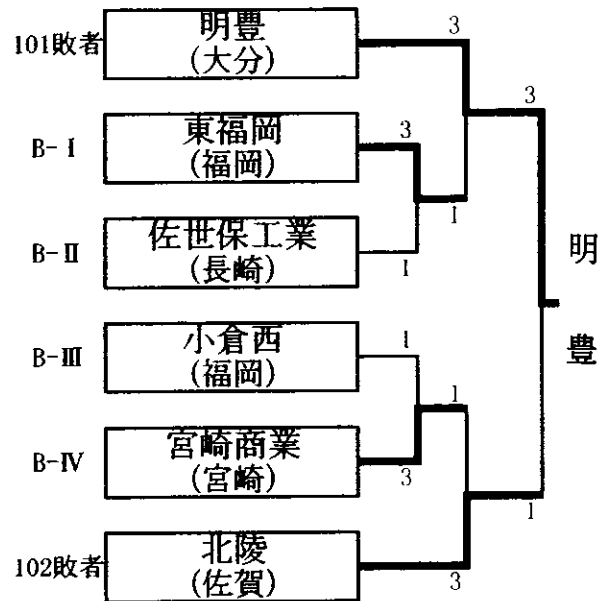 101敗者
明豊
(大分)
3
3
B-Ⅰ
東福岡
(福岡)
3
1
B-Ⅱ
佐世保工業
(長崎)
1
明豊
B-Ⅲ
小倉西
(福岡)
1
1
B-Ⅳ
宮崎商業
(宮崎)
3
1
102敗者
北陵
(佐賀)
3